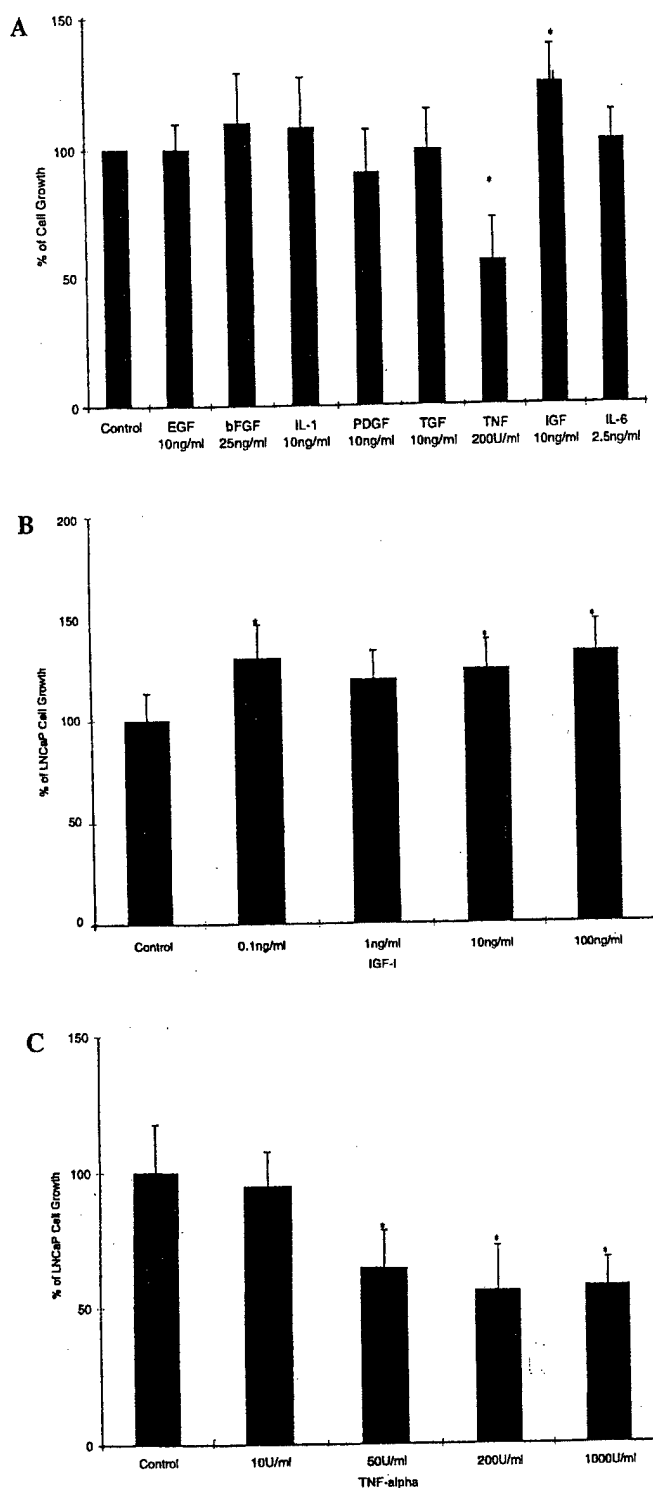 A
150
100
50
0
% of Cell Growth
Control EGF bFGF IL-1 PDGF TGF TNF IGF IL-6
10ng/ml 25ng/ml 10ng/ml 10ng/ml 10ng/ml 200U/ml 10ng/ml 2.5ng/ml
* *
B
200
150
100
50
0
% of LNCaP Cell Growth
* * *
Control 0.1ng/ml 1ng/ml 10ng/ml 100ng/ml
IGF-I
C
150
100
50
0
% of LNCaP Cell Growth
* * *
Control 10U/ml 50U/ml 200U/ml 1000U/ml
TNF-alpha